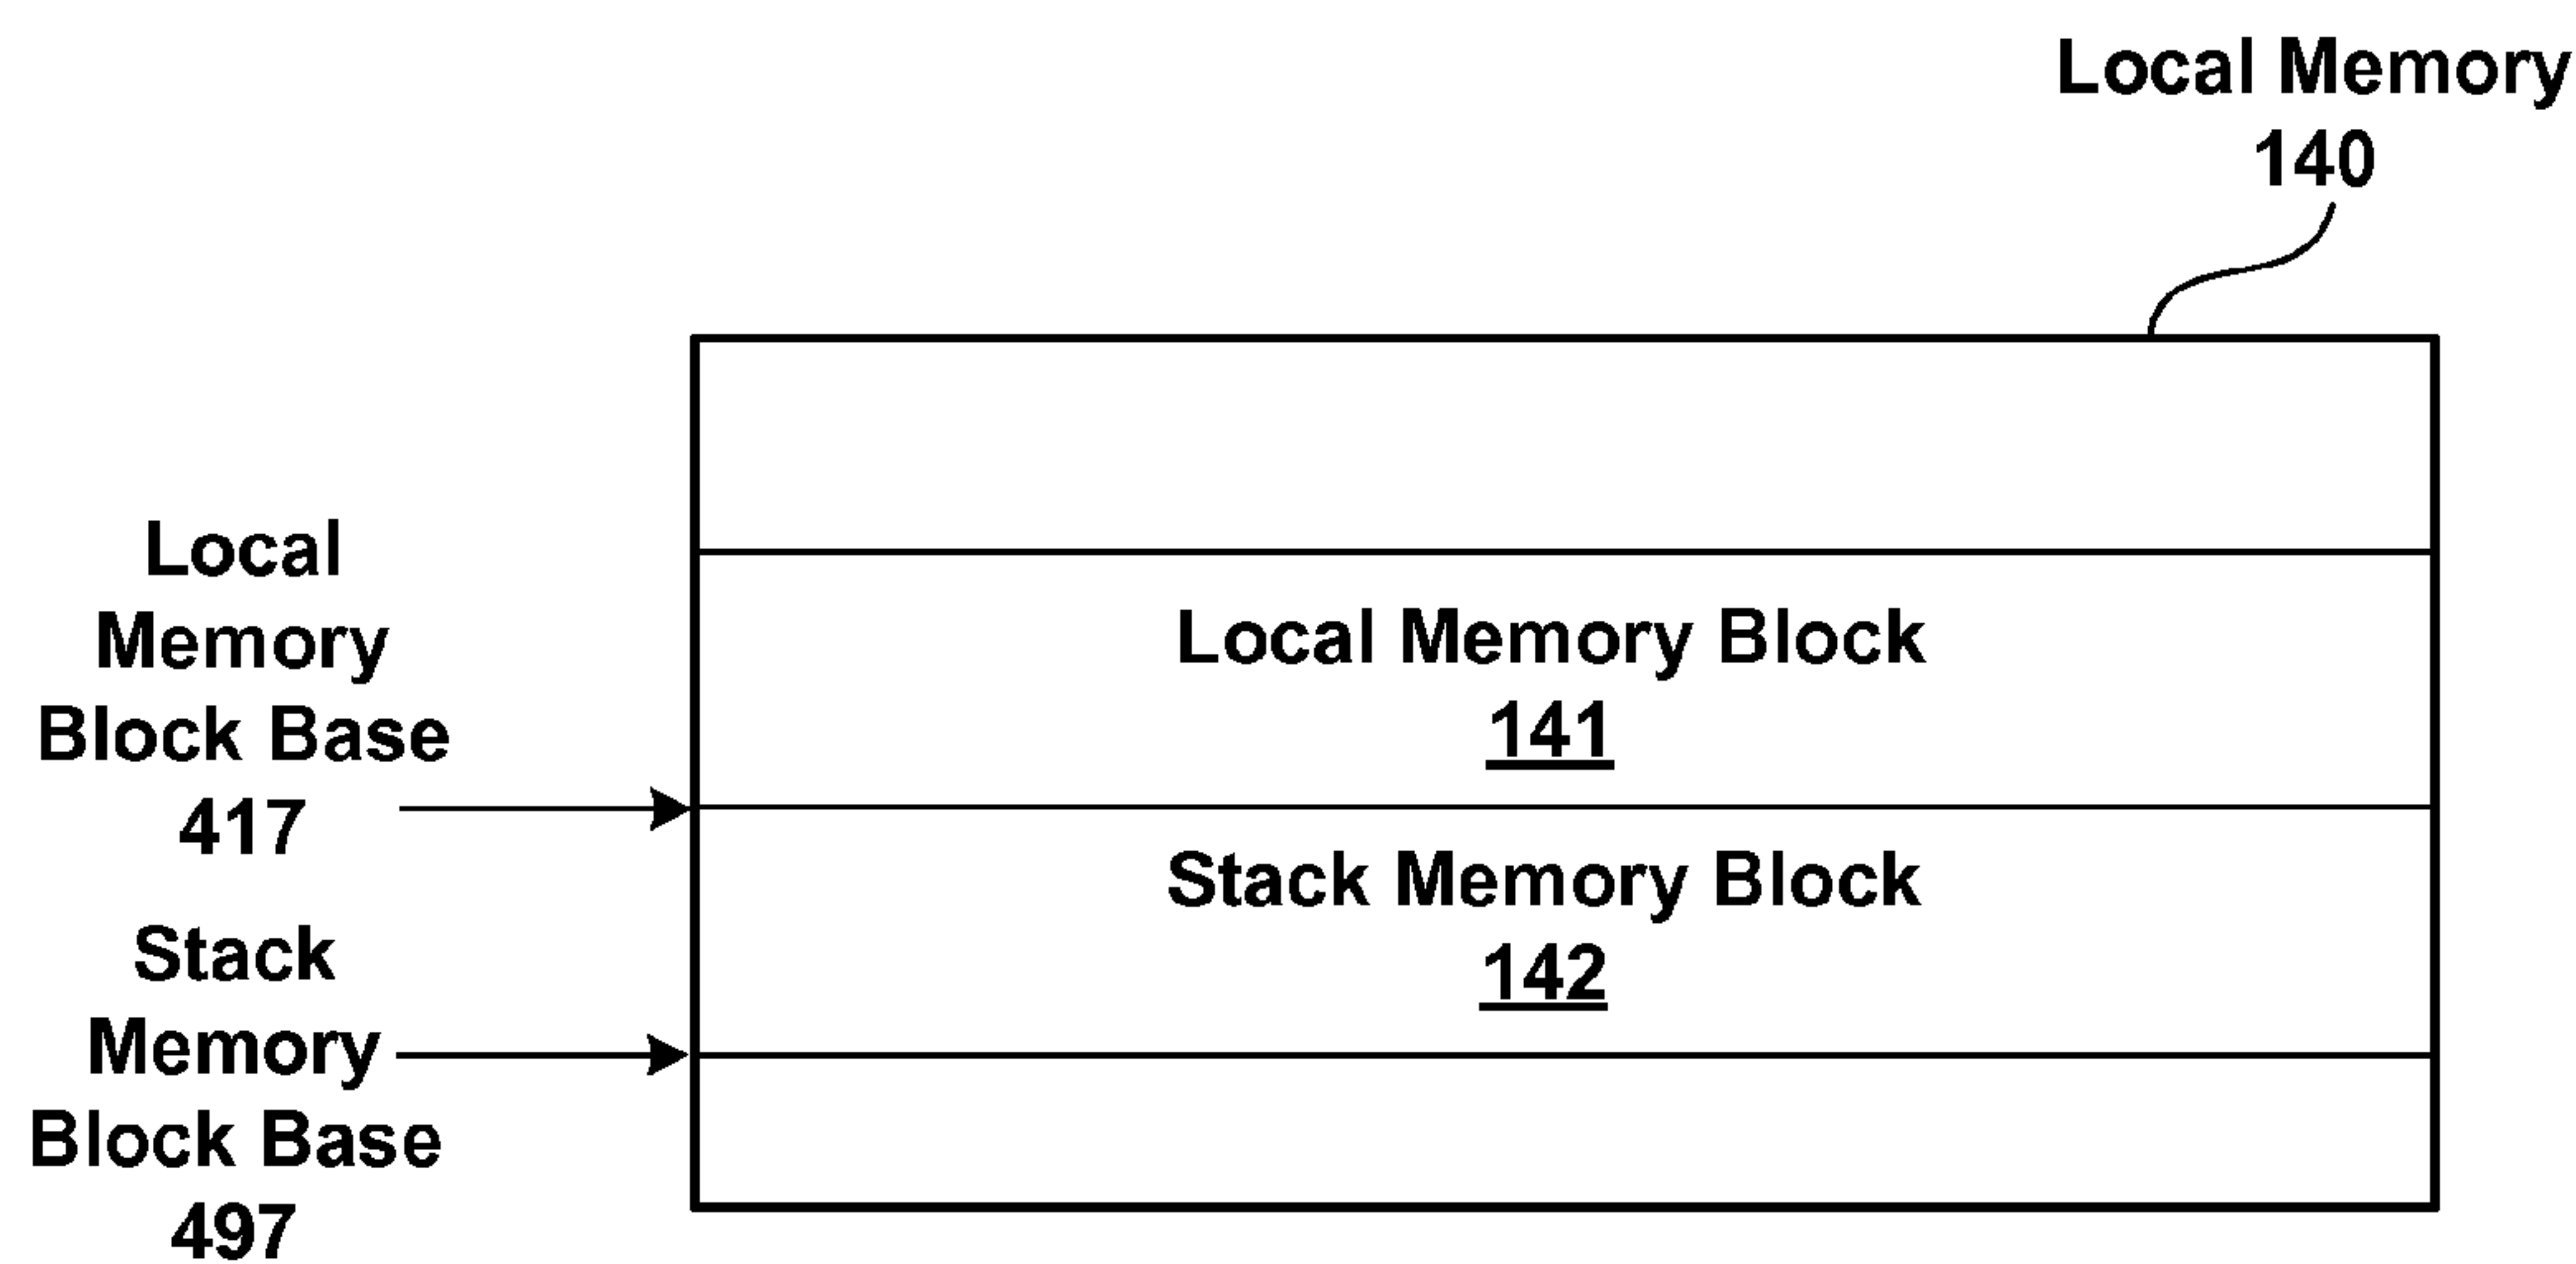 Local Memory
140
Local
Memory
Block Base
417
Local Memory Block
141
Stack Memory Block
142
Stack
Memory
Block Base
497